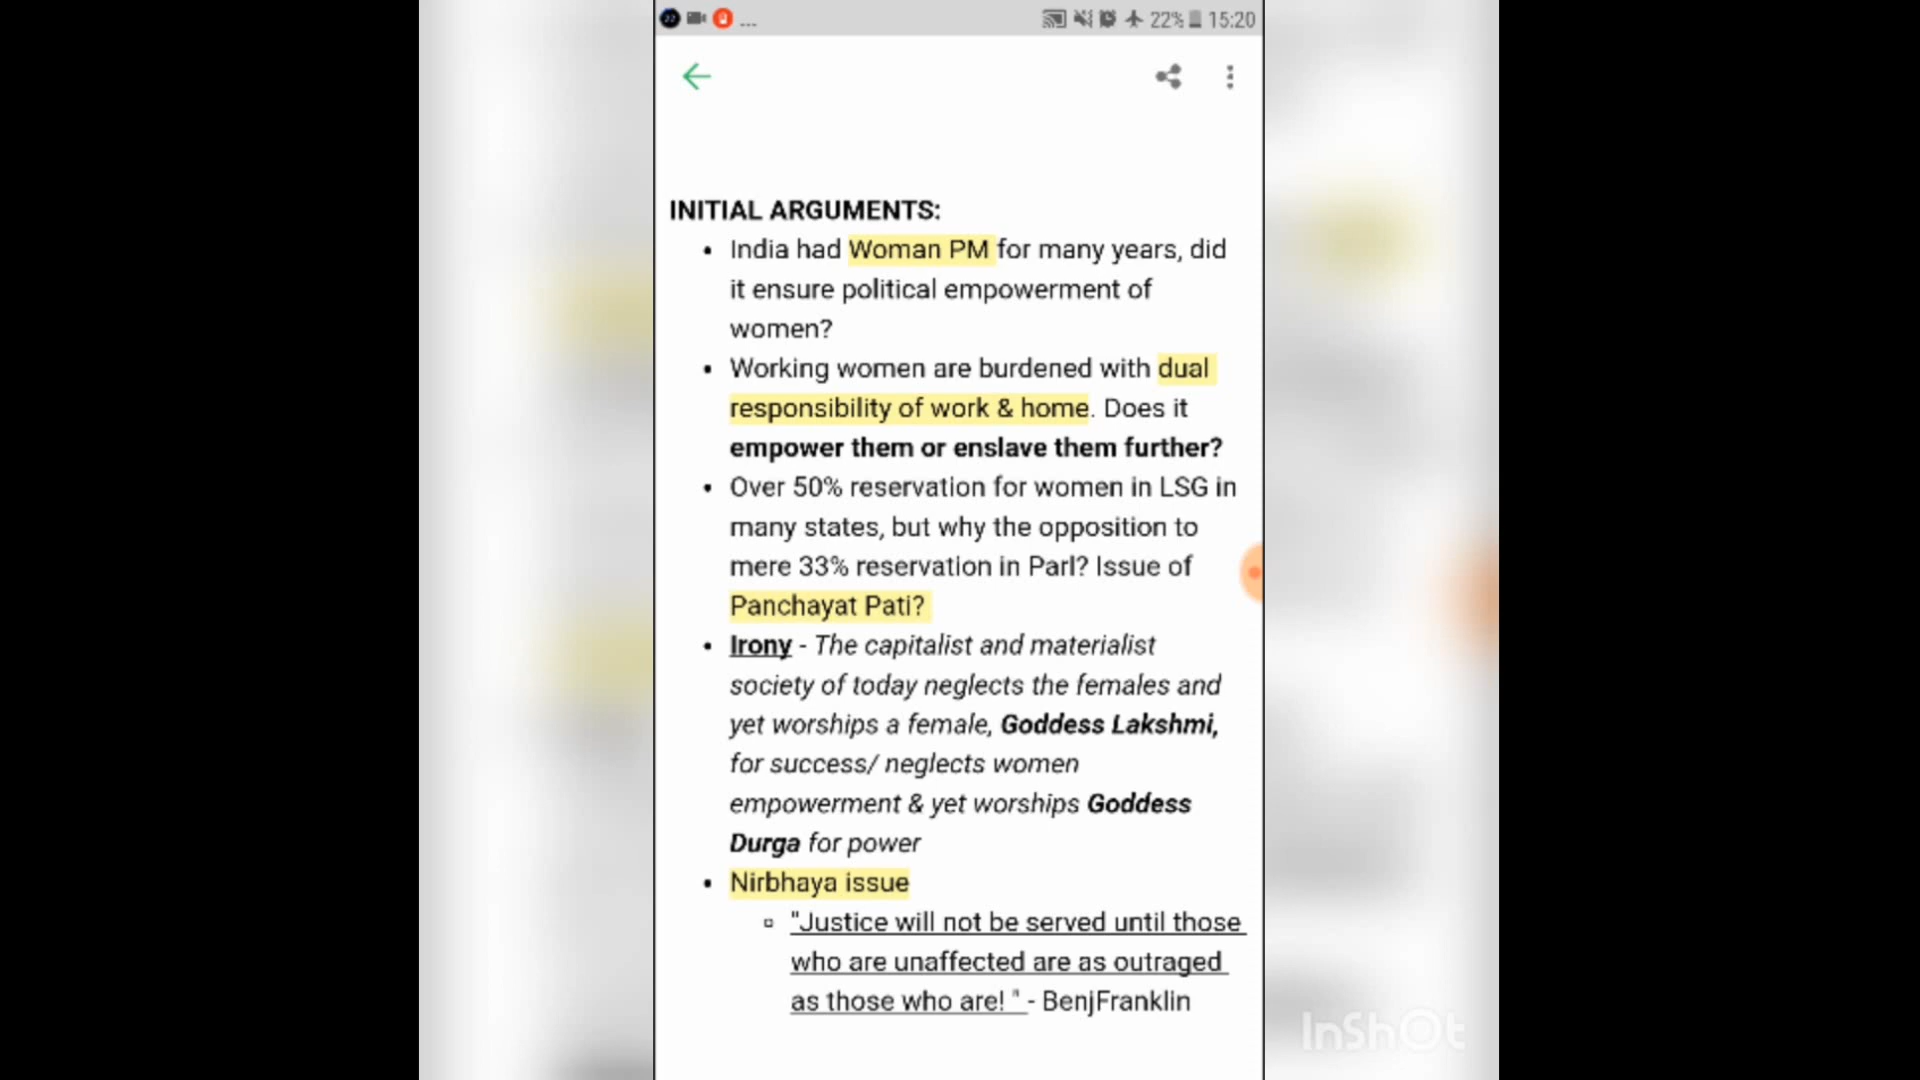 ... 22% 15:20
INITIAL ARGUMENTS:
• India had Woman PM for many years, did
it ensure political empowerment of
women?
• Working women are burdened with dual
responsibility of work & home. Does it
empower them or enslave them further?
• Over 50% reservation for women in LSG in
many states, but why the opposition to
mere 33% reservation in Parl? Issue of
Panchayat Pati?
• Irony - The capitalist and materialist
society of today neglects the females and
yet worships a female, Goddess Lakshmi,
for success/ neglects women
empowerment & yet worships Goddess
Durga for power
• Nirbhaya issue
▫ "Justice will not be served until those
who are unaffected are as outraged
as those who are! " - BenjFranklin
InShOt